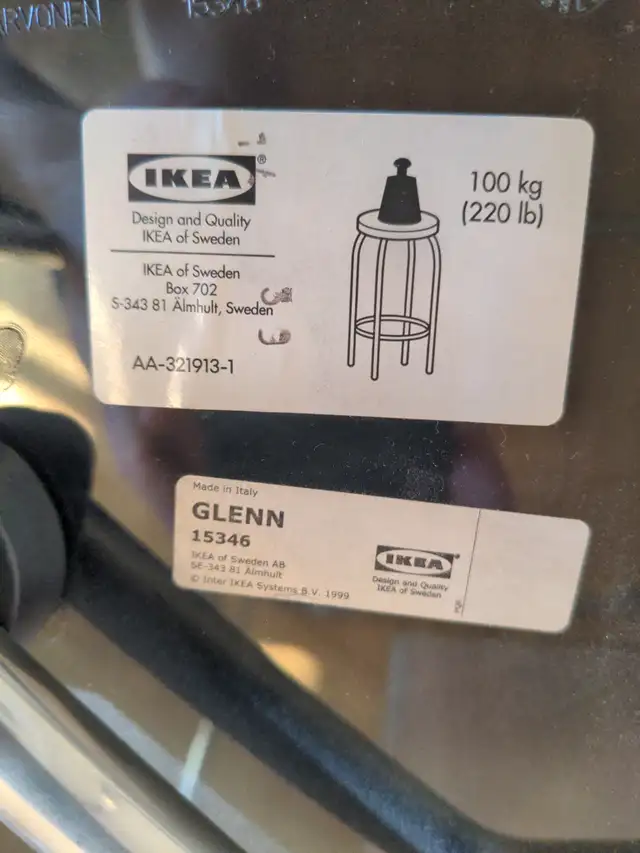 ARVONEN 15346
IKEA®
Design and Quality
IKEA of Sweden
IKEA of Sweden
Box 702
S-343 81 Älmhult, Sweden
AA-321913-1
100 kg
(220 lb)
Made in Italy
GLENN
15346
IKEA of Sweden AB
SE-343 81 Älmhult
© Inter IKEA Systems B.V. 1999
IKEA®
Design and Quality
IKEA of Sweden